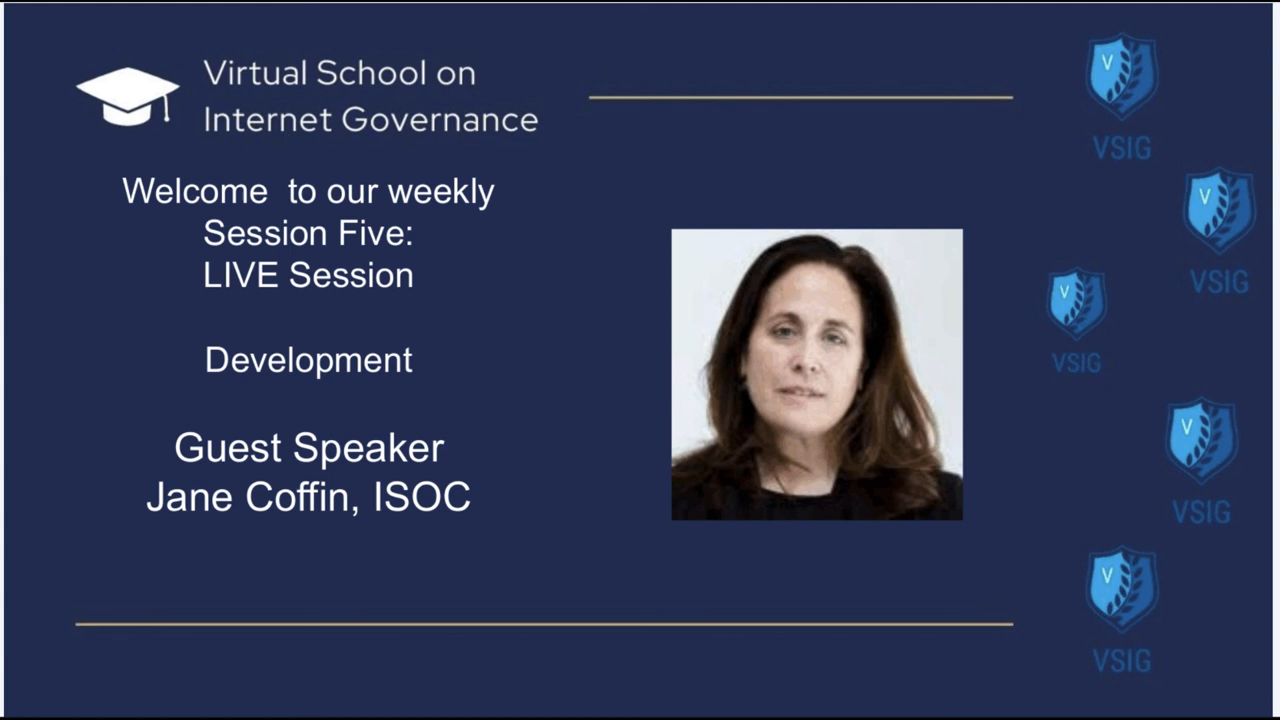 Virtual School on
Internet Governance
Welcome  to our weekly
Session Five:
LIVE Session
Development
Guest Speaker
Jane Coffin, ISOC
V
VSIG
V
VSIG
V
VSIG
V
VSIG
V
VSIG